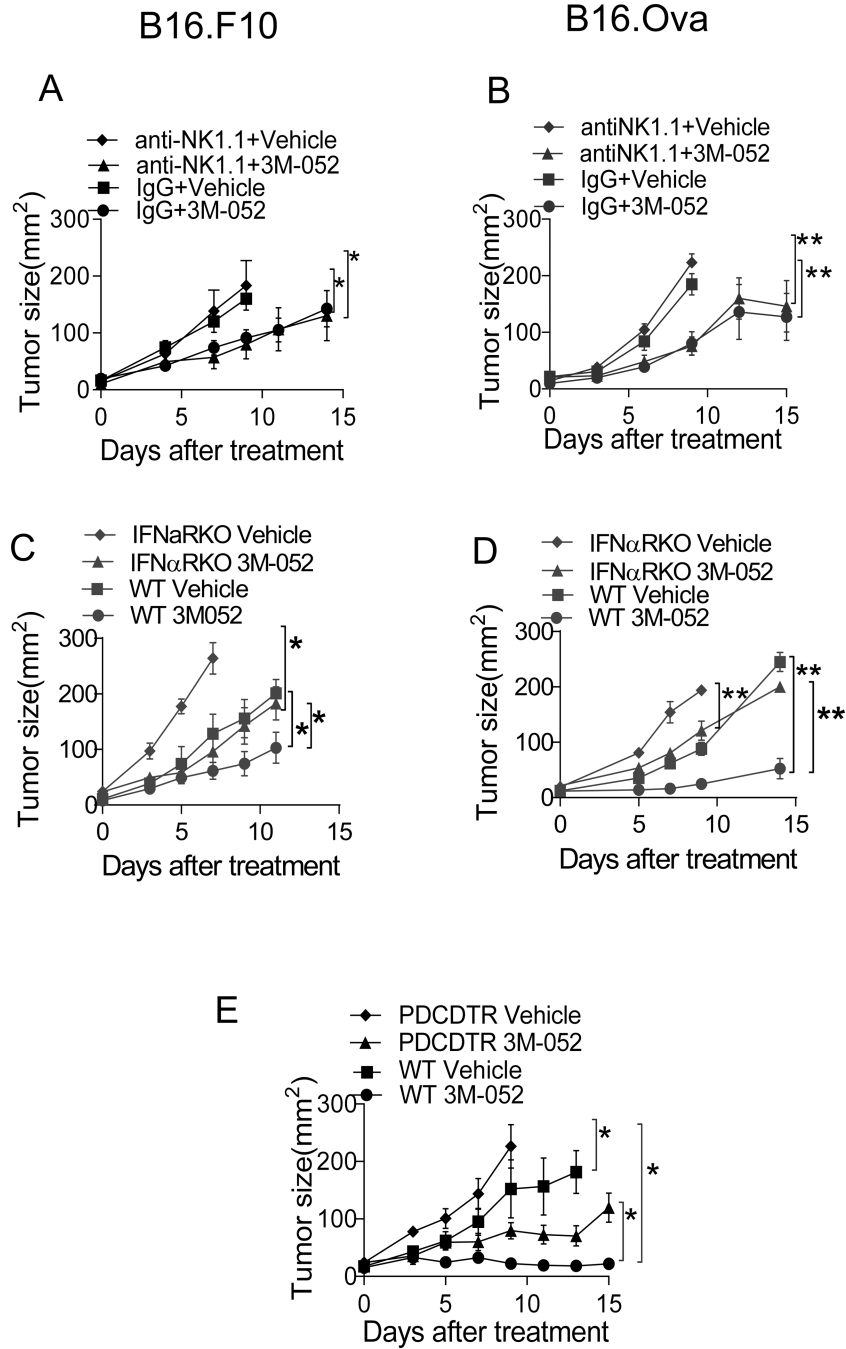 B16.F10
B16.Ova
A
anti-NK1.1+Vehicle
anti-NK1.1+3M-052
IgG+Vehicle
IgG+3M-052
Tumor size(mm2)
300
200
100
0
0 5 10 15
Days after treatment
*
*
B
antiNK1.1+Vehicle
antiNK1.1+3M-052
IgG+Vehicle
IgG+3M-052
Tumor size(mm2)
300
200
100
0
0 5 10 15
Days after treatment
**
**
C
IFNaRKO Vehicle
IFNαRKO 3M-052
WT Vehicle
WT 3M052
Tumor size(mm2)
300
200
100
0
0 5 10 15
Days after treatment
*
*
*
D
IFNαRKO Vehicle
IFNαRKO 3M-052
WT Vehicle
WT 3M-052
Tumor size(mm2)
300
200
100
0
0 5 10 15
Days after treatment
**
**
**
E
PDCDTR Vehicle
PDCDTR 3M-052
WT Vehicle
WT 3M-052
Tumor size(mm2)
300
200
100
0
0 5 10 15
Days after treatment
*
*
*